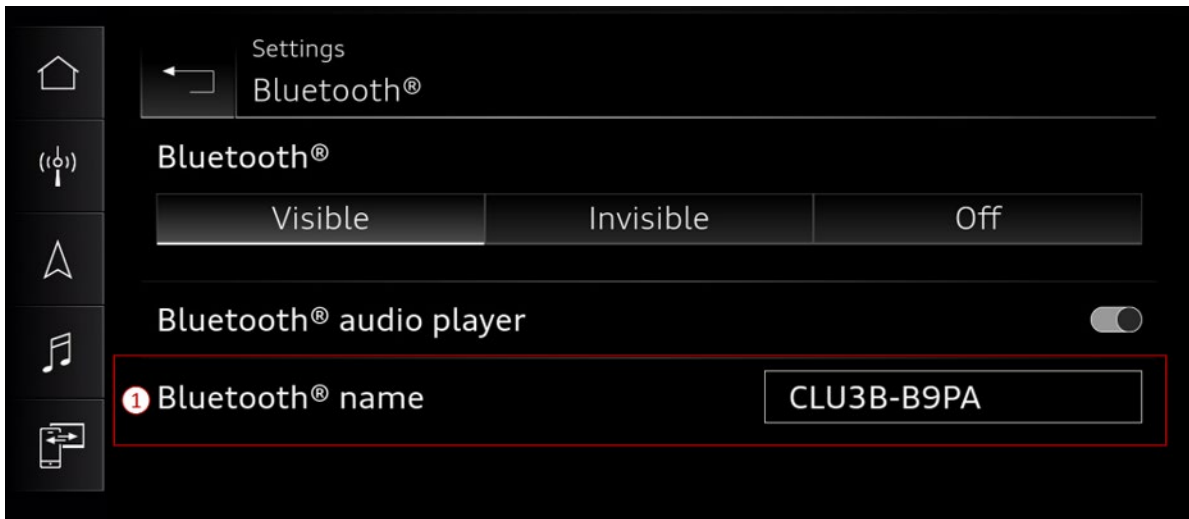 Settings
Bluetooth®
Bluetooth®
Visible Invisible Off
Bluetooth® audio player
1 Bluetooth® name CLU3B-B9PA